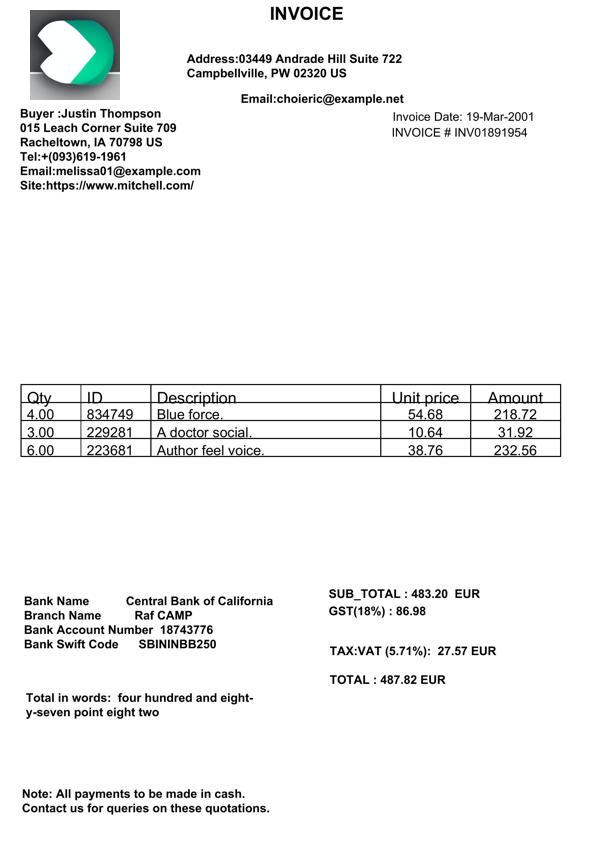 INVOICE
Address:03449 Andrade Hill Suite 722
Campbellville, PW 02320 US
Email:choieric@example.net
Buyer :Justin Thompson
015 Leach Corner Suite 709
Racheltown, IA 70798 US
Tel:+(093)619-1961
Email:melissa01@example.com
Site:https://www.mitchell.com/
Invoice Date: 19-Mar-2001
INVOICE # INV01891954
Qty ID Description Unit price Amount
4.00 834749 Blue force. 54.68 218.72
3.00 229281 A doctor social. 10.64 31.92
6.00 223681 Author feel voice. 38.76 232.56
Bank Name Central Bank of California
Branch Name Raf CAMP
Bank Account Number 18743776
Bank Swift Code SBININBB250
SUB_TOTAL : 483.20 EUR
GST(18%) : 86.98
TAX:VAT (5.71%): 27.57 EUR
TOTAL : 487.82 EUR
Total in words: four hundred and eight-
y-seven point eight two
Note: All payments to be made in cash.
Contact us for queries on these quotations.